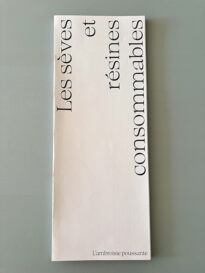 Les sèves
et
résines
consommables
L'ambroisie poussante